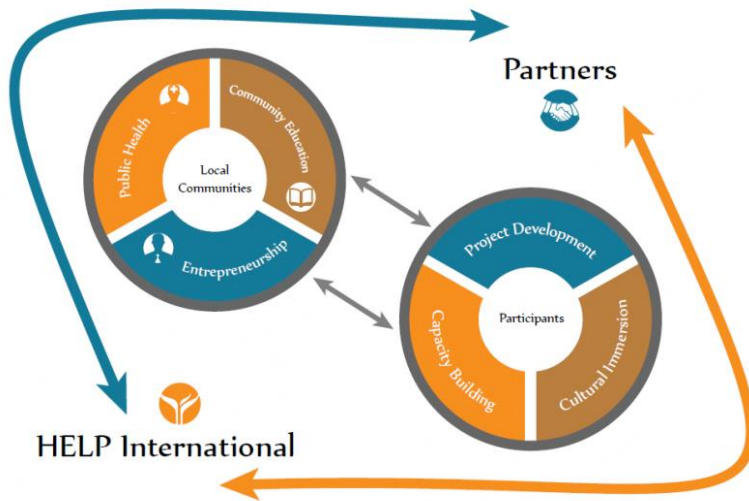 Partners
Public Health
Community Education
Local
Communities
Entrepreneurship
Project Development
Participants
Capacity Building
Cultural Immersion
HELP International